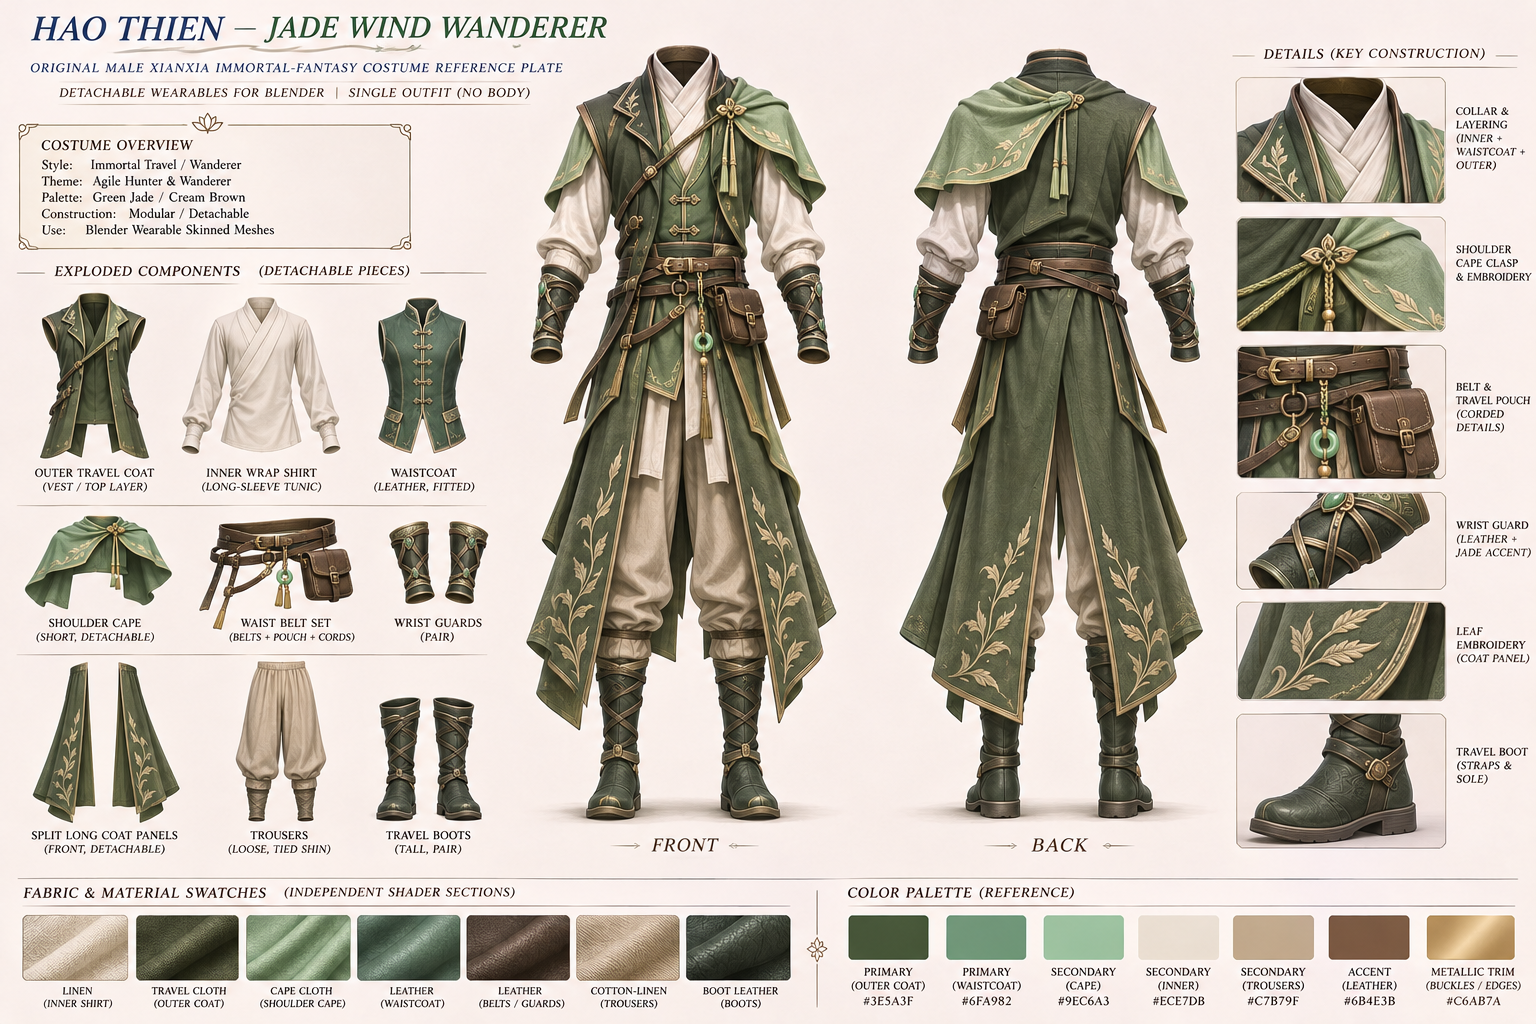 HAO THIEN — JADE WIND WANDERER
ORIGINAL MALE XIANXIA IMMORTAL-FANTASY COSTUME REFERENCE PLATE
DETACHABLE WEARABLES FOR BLENDER | SINGLE OUTFIT (NO BODY)
COSTUME OVERVIEW
Style: Immortal Travel / Wanderer
Theme: Agile Hunter & Wanderer
Palette: Green Jade / Cream Brown
Construction: Modular / Detachable
Use: Blender Wearable Skinned Meshes
EXPLODED COMPONENTS (DETACHABLE PIECES)
OUTER TRAVEL COAT
(VEST / TOP LAYER)
INNER WRAP SHIRT
(LONG-SLEEVE TUNIC)
WAISTCOAT
(LEATHER, FITTED)
SHOULDER CAPE
(SHORT, DETACHABLE)
WAIST BELT SET
(BELTS + POUCH + CORDS)
WRIST GUARDS
(PAIR)
SPLIT LONG COAT PANELS
(FRONT, DETACHABLE)
TROUSERS
(LOOSE, TIED SHIN)
TRAVEL BOOTS
(TALL, PAIR)
FRONT
BACK
DETAILS (KEY CONSTRUCTION)
COLLAR &
LAYERING
(INNER +
WAISTCOAT +
OUTER)
SHOULDER
CAPE CLASP
& EMBROIDERY
BELT &
TRAVEL POUCH
(CORDED
DETAILS)
WRIST GUARD
(LEATHER +
JADE ACCENT)
LEAF
EMBROIDERY
(COAT PANEL)
TRAVEL BOOT
(STRAPS &
SOLE)
FABRIC & MATERIAL SWATCHES (INDEPENDENT SHADER SECTIONS)
LINEN
(INNER SHIRT)
TRAVEL CLOTH
(OUTER COAT)
CAPE CLOTH
(SHOULDER CAPE)
LEATHER
(WAISTCOAT)
LEATHER
(BELTS / GUARDS)
COTTON-LINEN
(TROUSERS)
BOOT LEATHER
(BOOTS)
COLOR PALETTE (REFERENCE)
PRIMARY
(OUTER COAT)
#3E5A3F
PRIMARY
(WAISTCOAT)
#6FA982
SECONDARY
(CAPE)
#9EC6A3
SECONDARY
(INNER)
#ECE7DB
SECONDARY
(TROUSERS)
#C7B79F
ACCENT
(LEATHER)
#6B4E3B
METALLIC TRIM
(BUCKLES / EDGES)
#C6AB7A